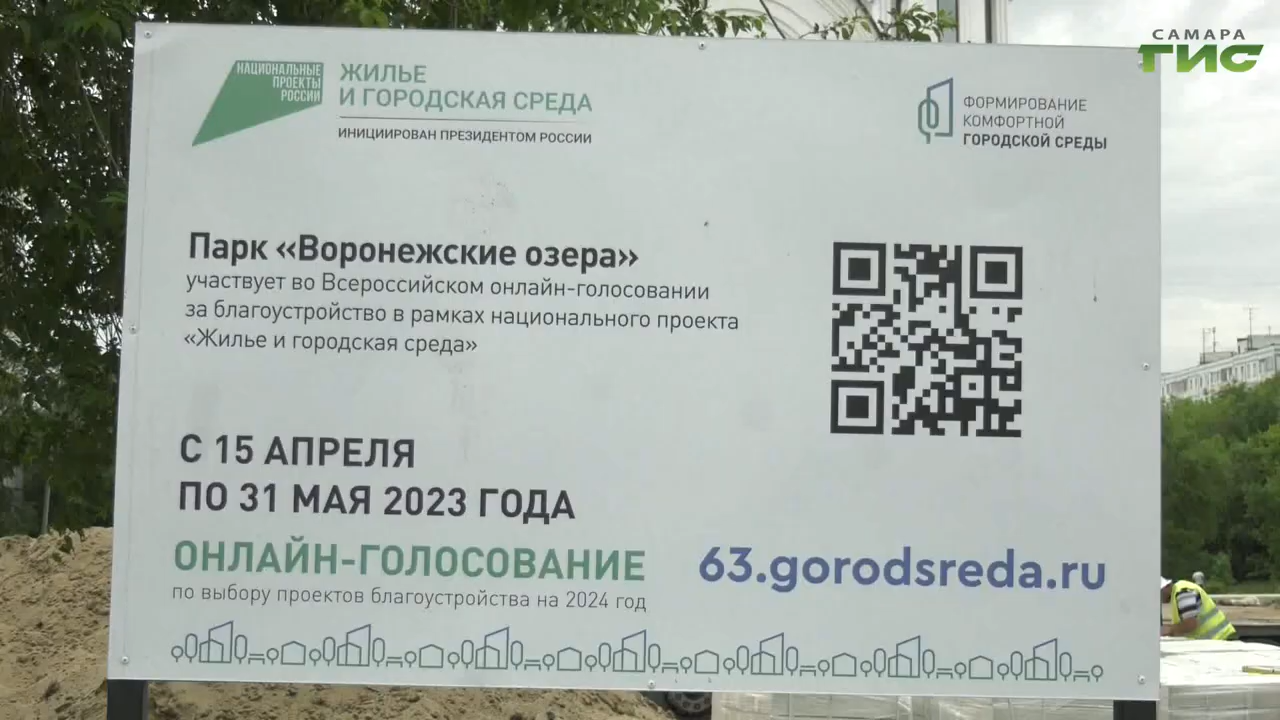 САМАРА
ГИС
НАЦИОНАЛЬНЫЕ
ПРОЕКТЫ
РОССИИ
ЖИЛЬЕ
И ГОРОДСКАЯ СРЕДА
ИНИЦИИРОВАН ПРЕЗИДЕНТОМ РОССИИ
ФОРМИРОВАНИЕ
КОМФОРТНОЙ
ГОРОДСКОЙ СРЕДЫ
Парк «Воронежские озера»
участвует во Всероссийском онлайн-голосовании
за благоустройство в рамках национального проекта
«Жилье и городская среда»
С 15 АПРЕЛЯ
ПО 31 МАЯ 2023 ГОДА
ОНЛАЙН-ГОЛОСОВАНИЕ
по выбору проектов благоустройства на 2024 год
63.gorodsreda.ru